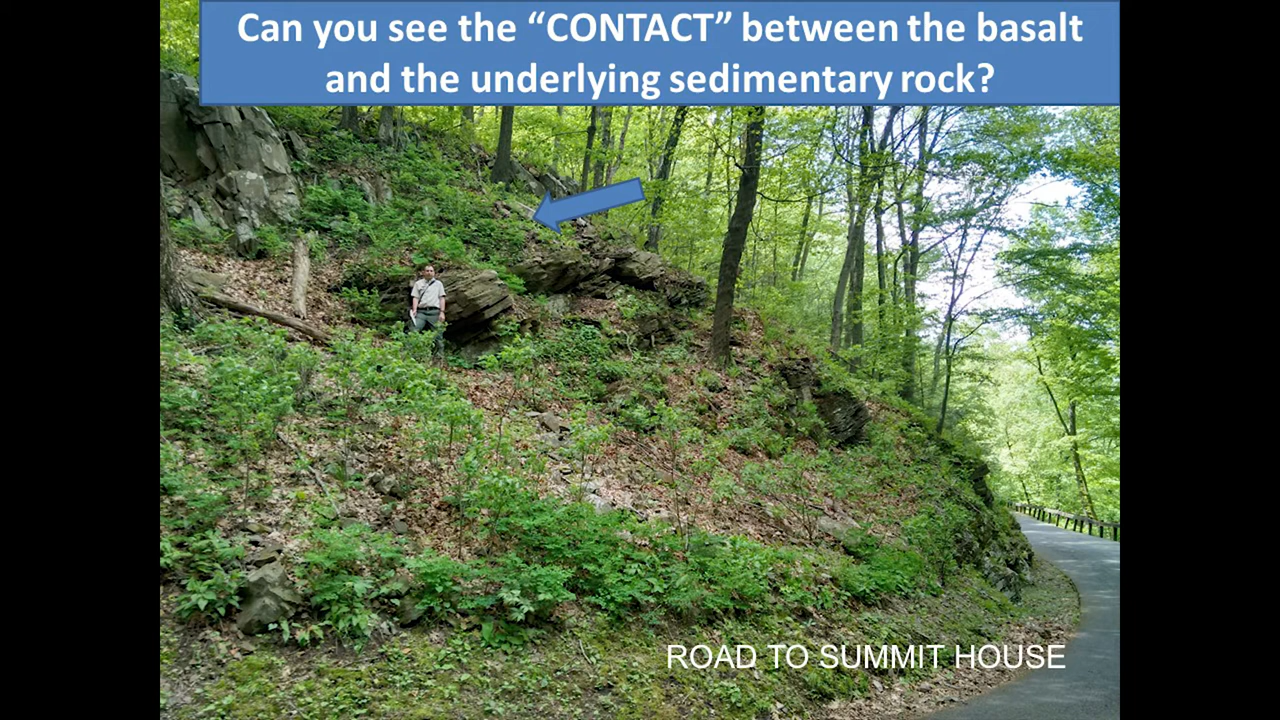 Can you see the “CONTACT” between the basalt
and the underlying sedimentary rock?
ROAD TO SUMMIT HOUSE